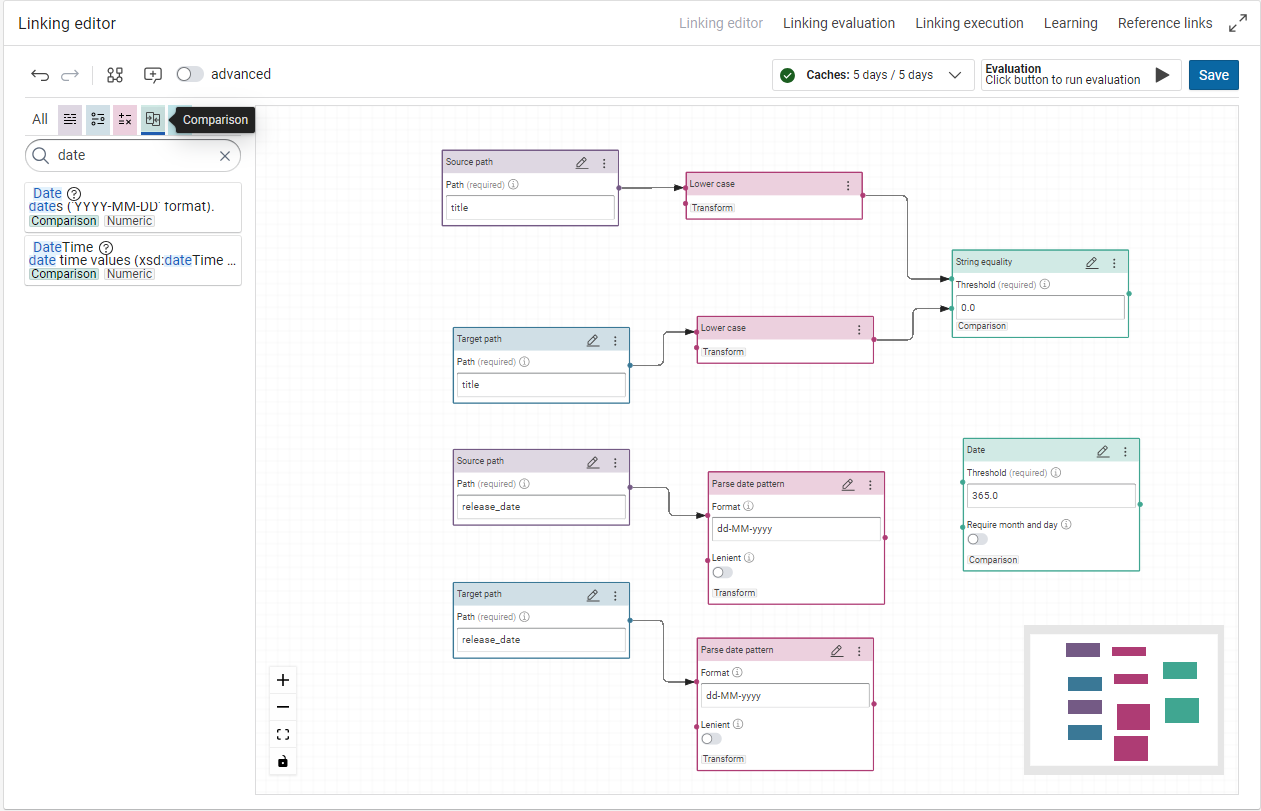 Linking editor
Linking editor Linking evaluation Linking execution Learning Reference links
advanced
Caches: 5 days / 5 days
Evaluation
Click button to run evaluation
Save
All
Comparison
date
Date
dates (`YYYY-MM-DD` format).
Comparison Numeric
DateTime
date time values (xsd:dateTime ...
Comparison Numeric
Source path
Path (required)
title
Lower case
Transform
String equality
Threshold (required)
0.0
Comparison
Target path
Path (required)
title
Lower case
Transform
Source path
Path (required)
release_date
Parse date pattern
Format
dd-MM-yyyy
Lenient
Transform
Date
Threshold (required)
365.0
Require month and day
Comparison
Target path
Path (required)
release_date
Parse date pattern
Format
dd-MM-yyyy
Lenient
Transform